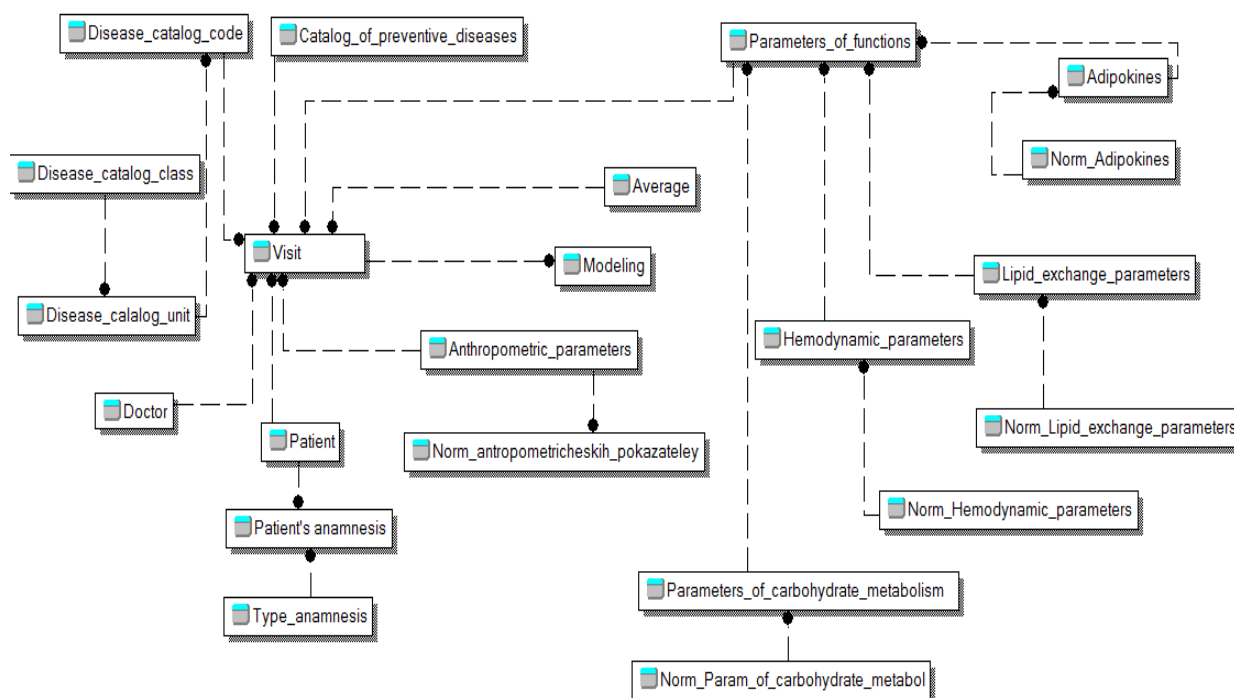 Disease_catalog_code
Catalog_of_preventive_diseases
Parameters_of_functions
Adipokines
Norm_Adipokines
Disease_catalog_class
Average
Visit
Modeling
Lipid_exchange_parameters
Disease_calalog_unit
Hemodynamic_parameters
Anthropometric_parameters
Doctor
Patient
Norm_antropometricheskih_pokazateley
Norm_Lipid_exchange_parameters
Patient's anamnesis
Norm_Hemodynamic_parameters
Parameters_of_carbohydrate_metabolism
Type_anamnesis
Norm_Param_of_carbohydrate_metabol